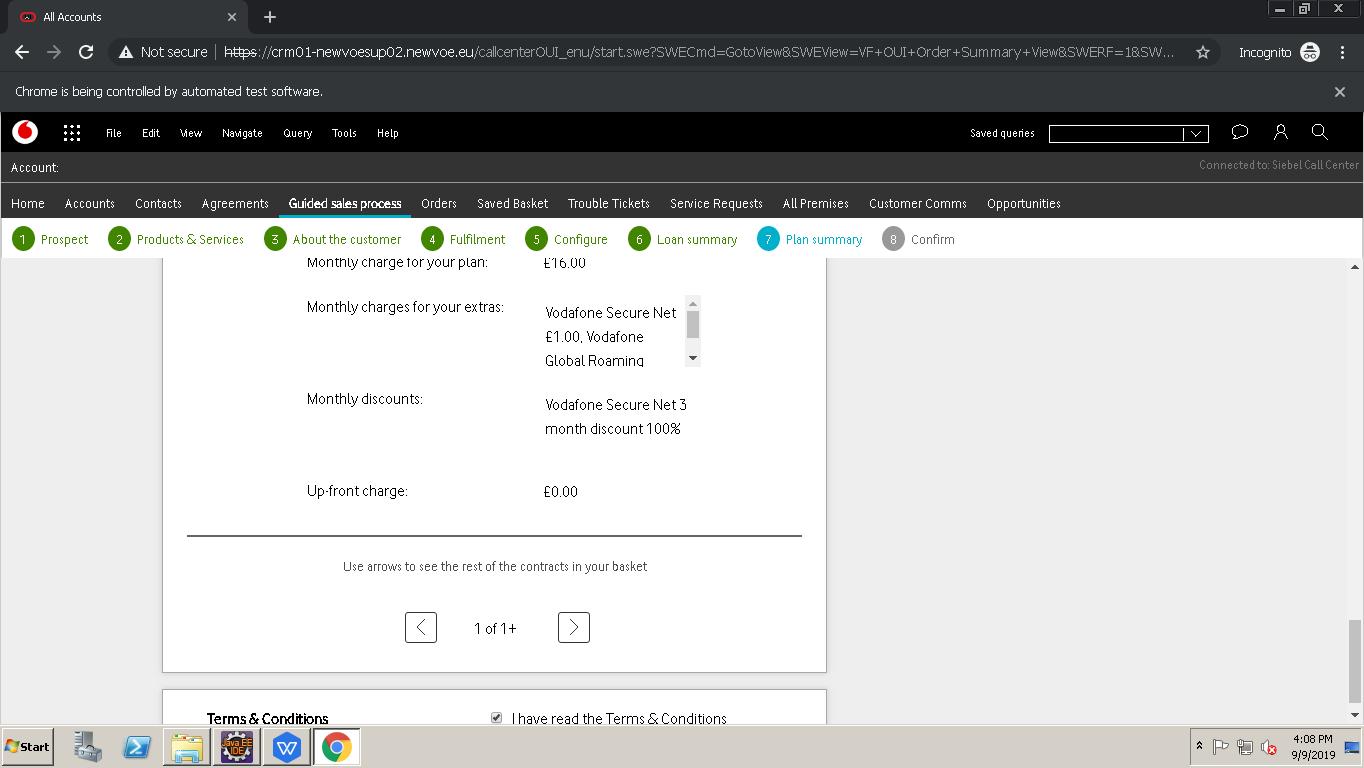 All Accounts
Not secure | https://crm01-newvoesup02.newvoe.eu/callcenterOUI_enu/start.swe?SWECmd=GotoView&SWEView=VF+OUI+Order+Summary+View&SWERF=1&SW...
Incognito
Chrome is being controlled by automated test software.
File Edit View Navigate Query Tools Help
Saved queries
Account:
Connected to: Siebel Call Center
Home Accounts Contacts Agreements Guided sales process Orders Saved Basket Trouble Tickets Service Requests All Premises Customer Comms Opportunities
1 Prospect 2 Products & Services 3 About the customer 4 Fulfilment 5 Configure 6 Loan summary 7 Plan summary 8 Confirm
Monthly charge for your plan: £16.00
Monthly charges for your extras:
Vodafone Secure Net
£1.00, Vodafone
Global Roaming
Monthly discounts:
Vodafone Secure Net 3
month discount 100%
Up-front charge: £0.00
Use arrows to see the rest of the contracts in your basket
1 of 1+
Terms & Conditions
I have read the Terms & Conditions
Start
Java EE
IDE
W
4:08 PM
9/9/2019